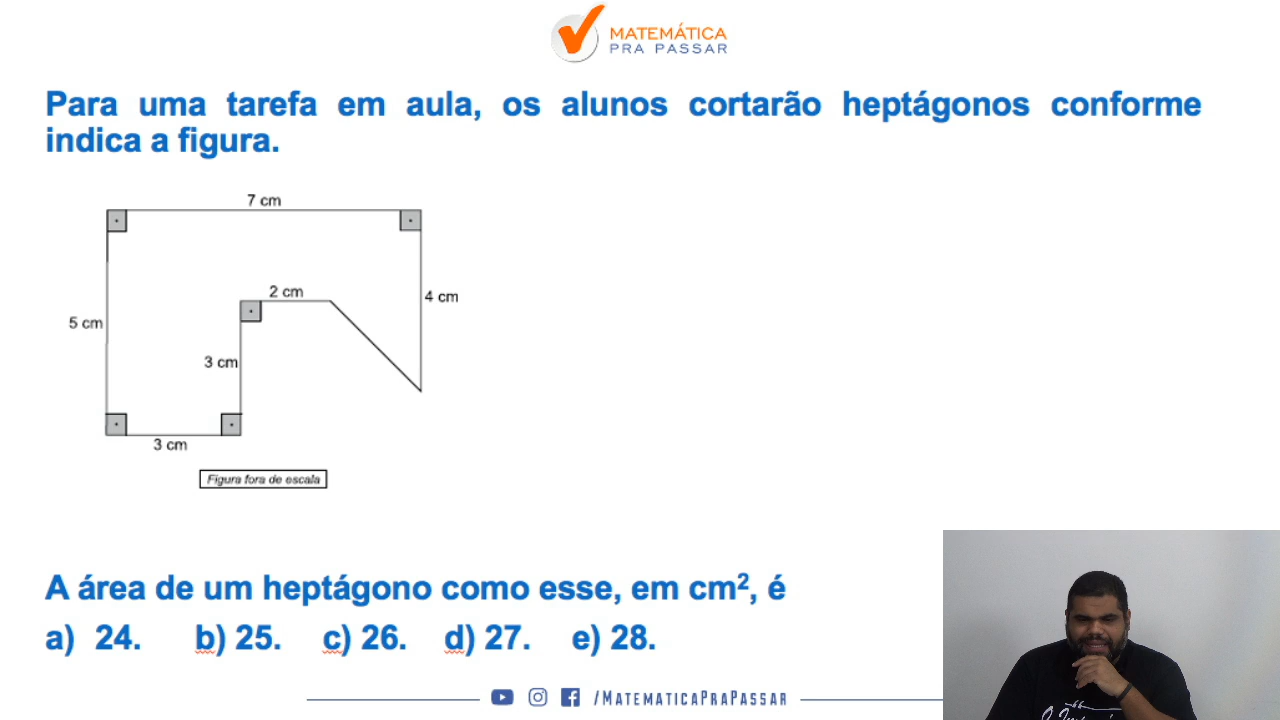 MATEMÁTICA
PRA PASSAR
Para uma tarefa em aula, os alunos cortarão heptágonos conforme
indica a figura.
7 cm
2 cm
4 cm
5 cm
3 cm
3 cm
Figura fora de escala
A área de um heptágono como esse, em cm², é
a) 24. b) 25. c) 26. d) 27. e) 28.
/MATEMATICAPRAPASSAR